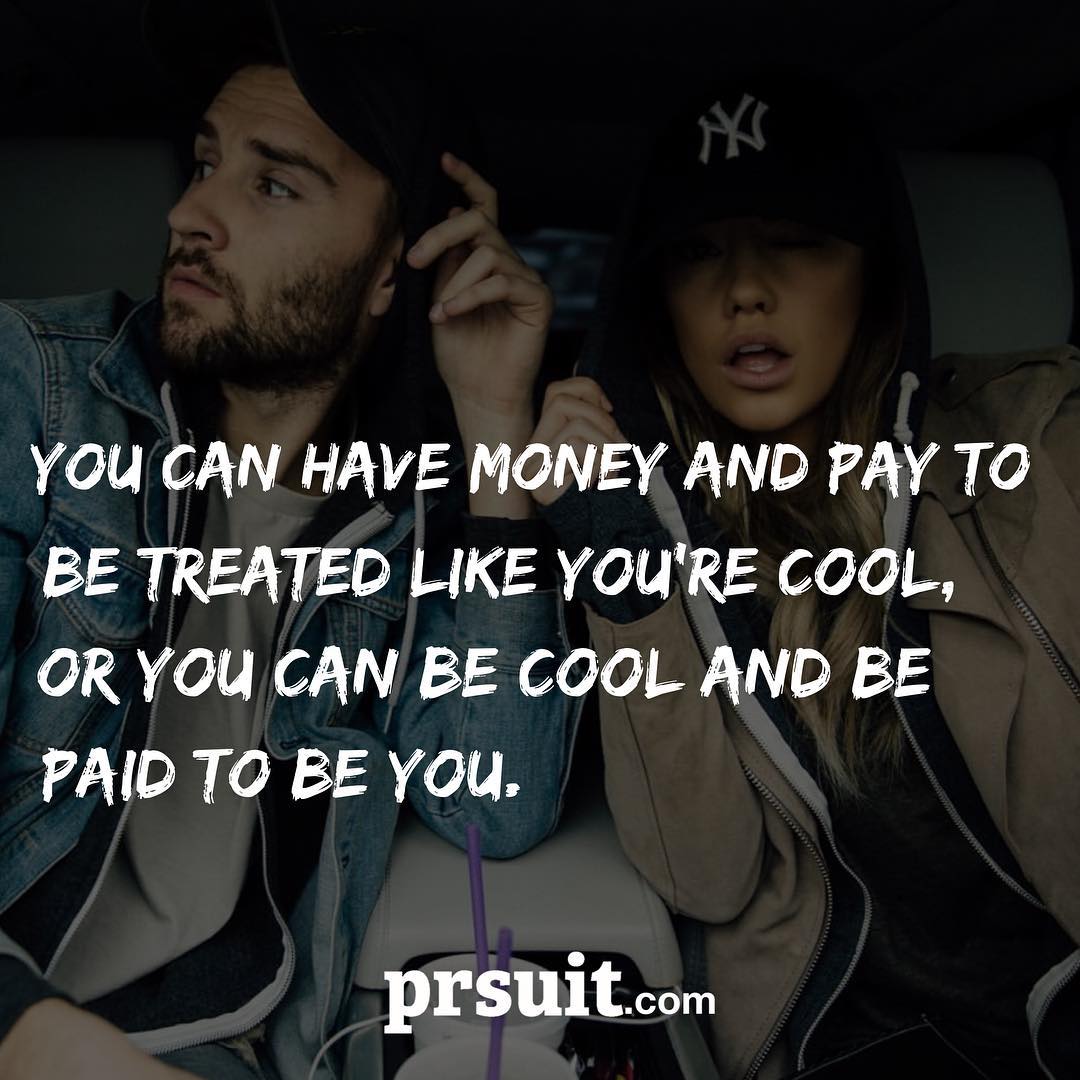 NY
YOU CAN HAVE MONEY AND PAY TO
BE TREATED LIKE YOU'RE COOL,
OR YOU CAN BE COOL AND BE
PAID TO BE YOU.
prsuit.com